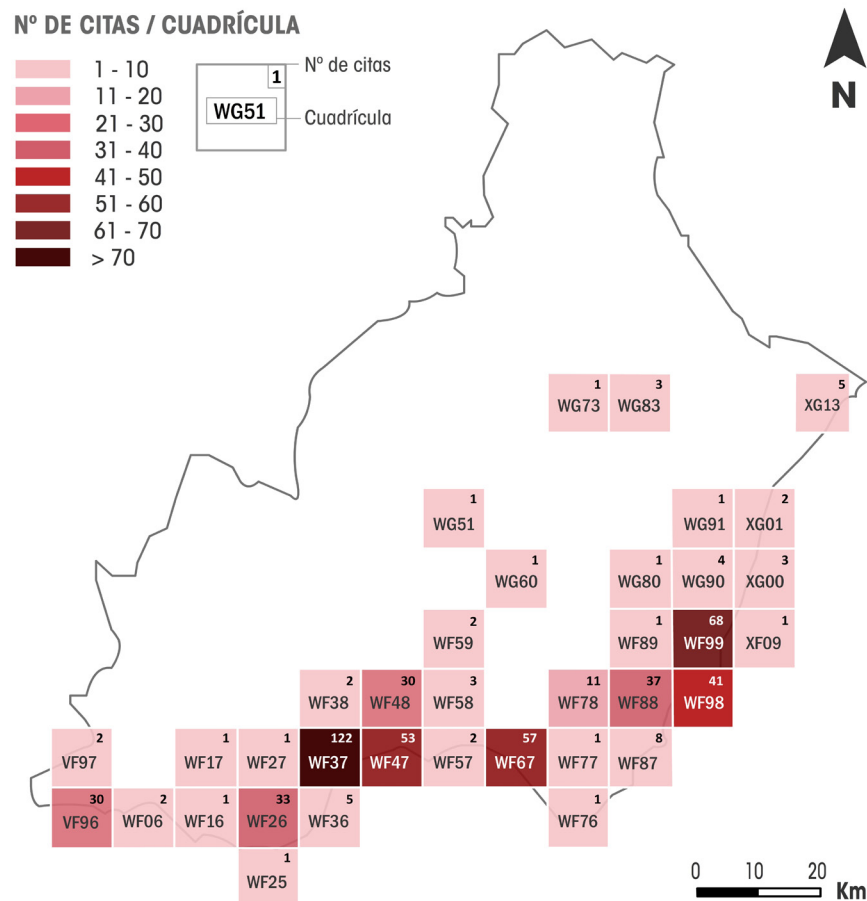 Nº DE CITAS / CUADRÍCULA
1 - 10
11 - 20
21 - 30
31 - 40
41 - 50
51 - 60
61 - 70
> 70
1
Nº de citas
WG51
Cuadrícula
N
1 3 5
WG73 WG83 XG13
1 1 2
WG51 WG91 XG01
1 1 4 3
WG60 WG80 WG90 XG00
2 1 68 1
WF59 WF89 WF99 XF09
2 30 3 11 37 41
WF38 WF48 WF58 WF78 WF88 WF98
2 1 1 122 53 2 57 1 8
VF97 WF17 WF27 WF37 WF47 WF57 WF67 WF77 WF87
30 2 1 33 5 1
VF96 WF06 WF16 WF26 WF36 WF76
1
WF25
0 10 20
Km